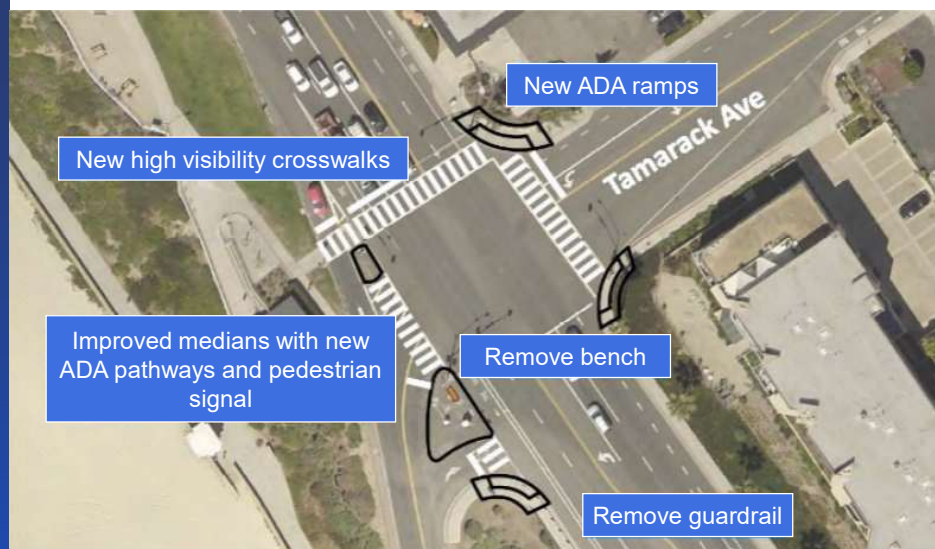 New ADA ramps
New high visibility crosswalks
Tamarack Ave
Improved medians with new
ADA pathways and pedestrian
signal
Remove bench
Remove guardrail